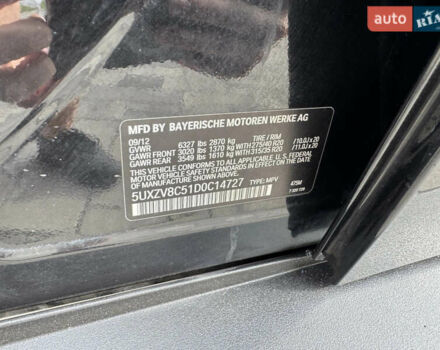 auto RIA
MFD BY BAYERISCHE MOTOREN WERKE AG
09/12 TIRE / RIM
GVWR 6327 lbs 2870 kg
GAWR FRONT 3020 lbs 1370 kg WITH 275/40 R20 /10.0J x 20
GAWR REAR 3549 lbs 1610 kg WITH 315/35 R20 /11.0J x 20
THIS VEHICLE CONFORMS TO ALL APPLICABLE FEDERAL
MOTOR VEHICLE SAFETY STANDARDS IN EFFECT ON THE
DATE OF MANUFACTURE SHOWN ABOVE.
5UXZV8C51D0C14727 TYPE: MPV
475M